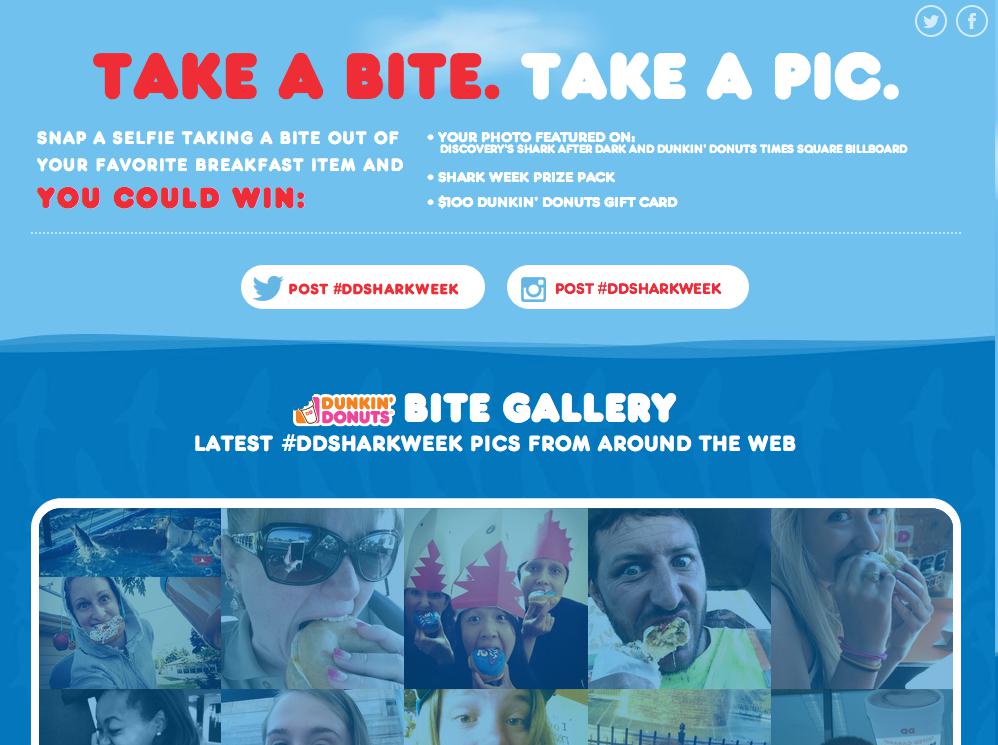 TAKE A BITE. TAKE A PIC.
SNAP A SELFIE TAKING A BITE OUT OF
YOUR FAVORITE BREAKFAST ITEM AND
YOU COULD WIN:
• YOUR PHOTO FEATURED ON:
DISCOVERY'S SHARK AFTER DARK AND DUNKIN' DONUTS TIMES SQUARE BILLBOARD
• SHARK WEEK PRIZE PACK
• $100 DUNKIN' DONUTS GIFT CARD
POST #DDSHARKWEEK
POST #DDSHARKWEEK
DUNKIN'
DONUTS
BITE GALLERY
LATEST #DDSHARKWEEK PICS FROM AROUND THE WEB